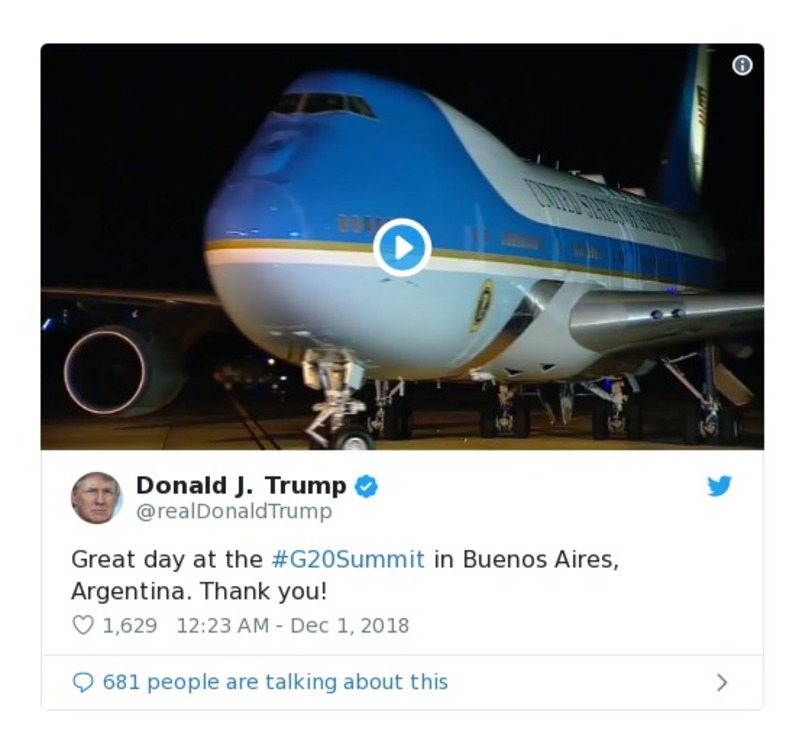 UNITED STATES OF AMERICA
Donald J. Trump
@realDonaldTrump
Great day at the #G20Summit in Buenos Aires,
Argentina. Thank you!
1,629 12:23 AM - Dec 1, 2018
681 people are talking about this